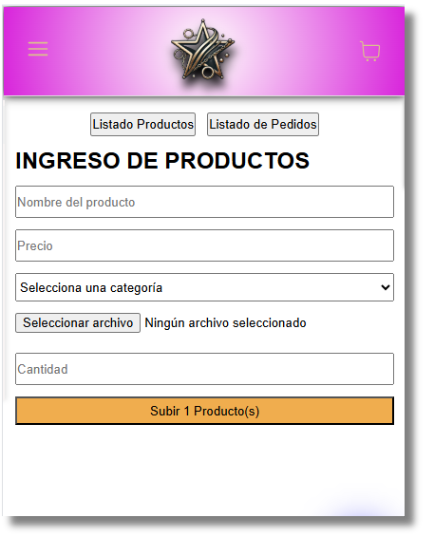 Listado Productos Listado de Pedidos
INGRESO DE PRODUCTOS
Nombre del producto
Precio
Selecciona una categoría
Seleccionar archivo Ningún archivo seleccionado
Cantidad
Subir 1 Producto(s)